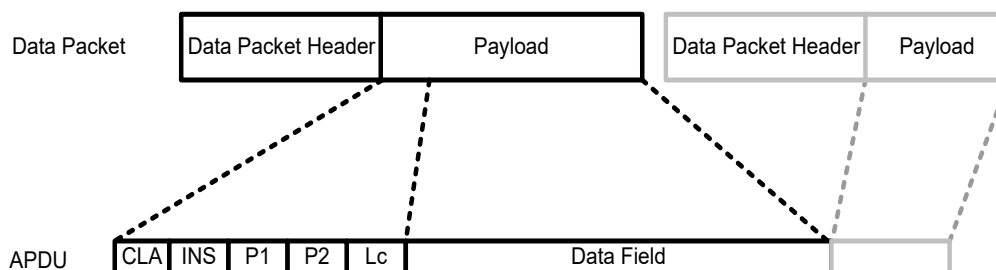 Data Packet Data Packet Header Payload Data Packet Header Payload
APDU CLA INS P1 P2 Lc Data Field